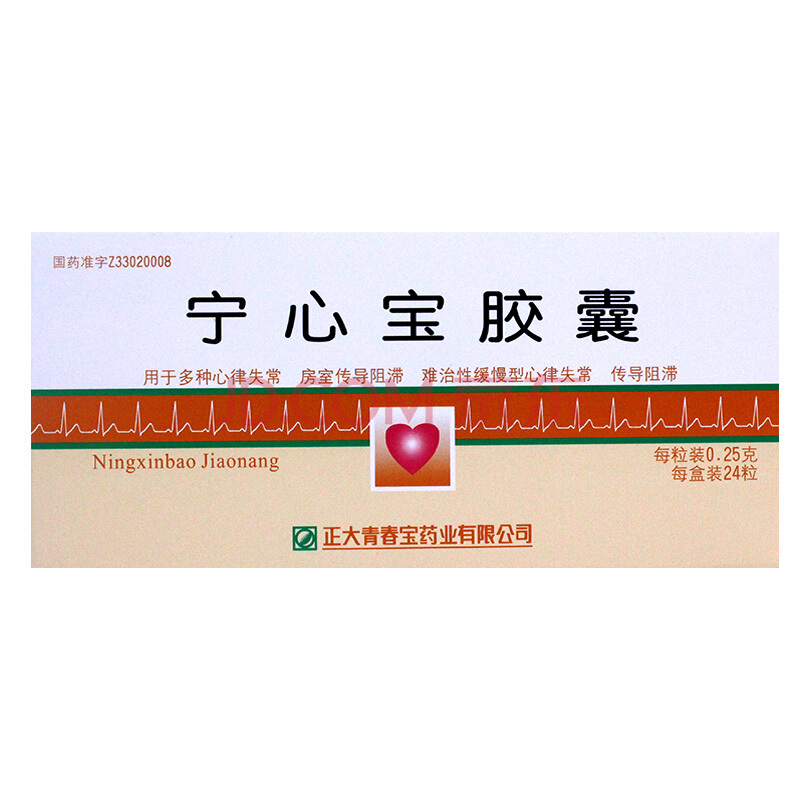 国药准字Z33020008
宁心宝胶囊
用于多种心律失常 房室传导阻滞 难治性缓慢型心律失常 传导阻滞
Ningxinbao Jiaonang
每粒装0.25克
每盒装24粒
正大青春宝药业有限公司